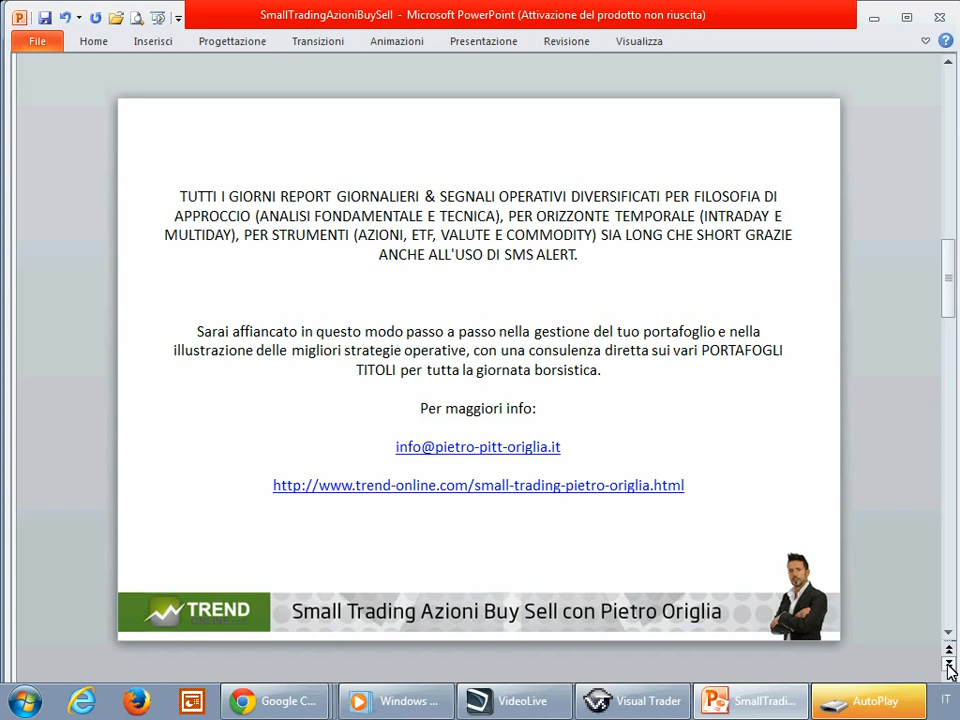 SmallTradingAzioniBuySell - Microsoft PowerPoint (Attivazione del prodotto non riuscita)
File Home Inserisci Progettazione Transizioni Animazioni Presentazione Revisione Visualizza
TUTTI I GIORNI REPORT GIORNALIERI & SEGNALI OPERATIVI DIVERSIFICATI PER FILOSOFIA DI
APPROCCIO (ANALISI FONDAMENTALE E TECNICA), PER ORIZZONTE TEMPORALE (INTRADAY E
MULTIDAY), PER STRUMENTI (AZIONI, ETF, VALUTE E COMMODITY) SIA LONG CHE SHORT GRAZIE
ANCHE ALL'USO DI SMS ALERT.
Sarai affiancato in questo modo passo a passo nella gestione del tuo portafoglio e nella
illustrazione delle migliori strategie operative, con una consulenza diretta sui vari PORTAFOGLI
TITOLI per tutta la giornata borsistica.
Per maggiori info:
info@pietro-pitt-origlia.it
http://www.trend-online.com/small-trading-pietro-origlia.html
TREND
ONLINE.com
Small Trading Azioni Buy Sell con Pietro Origlia
Google C... Windows ... VideoLive Visual Trader SmallTradi... AutoPlay IT